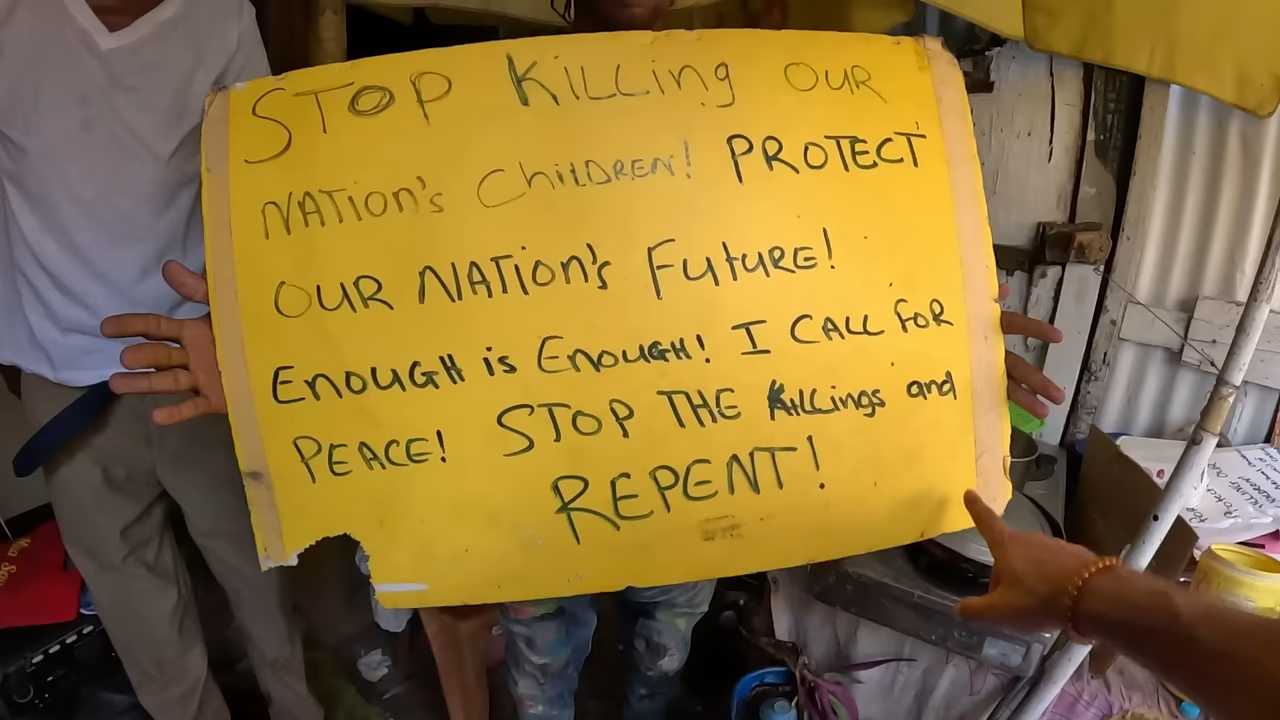 STOP KiLLing OUR
NATion's ChiLDREN! PROTECT
OUR NATion's FutuRE!
ENOUGH is ENOUGH! I CALL FOR
PEACE! STOP THE KiLLings and
REPENT!